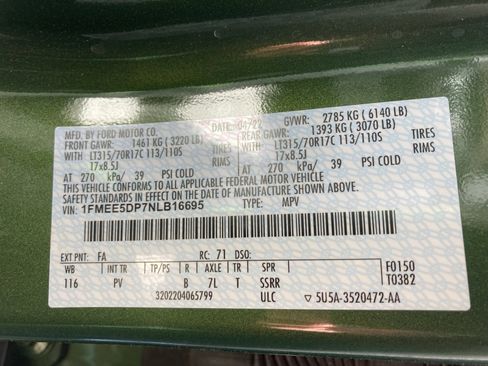 MFD. BY FORD MOTOR CO.
DATE: 04/22 GVWR: 2785 KG ( 6140 LB)
FRONT GAWR: 1461 KG ( 3220 LB) REAR GAWR: 1393 KG ( 3070 LB)
WITH LT315/70R17C 113/110S TIRES WITH LT315/70R17C 113/110S TIRES
17x8.5J 17x8.5J
AT 270 kPa/ 39 PSI COLD AT 270 kPa/ 39 PSI COLD
THIS VEHICLE CONFORMS TO ALL APPLICABLE FEDERAL MOTOR VEHICLE
SAFETY STANDARDS IN EFFECT ON THE DATE OF MANUFACTURE SHOWN ABOVE.
VIN: 1FMEE5DP7NLB16695 TYPE: MPV
EXT PNT: FA RC: 71 DSO: F0150
WB INT TR TP/PS R AXLE TR SPR T0382
116 PV B 7L T SSRR
3202204065799 ULC ▽ 5U5A-3520472-AA